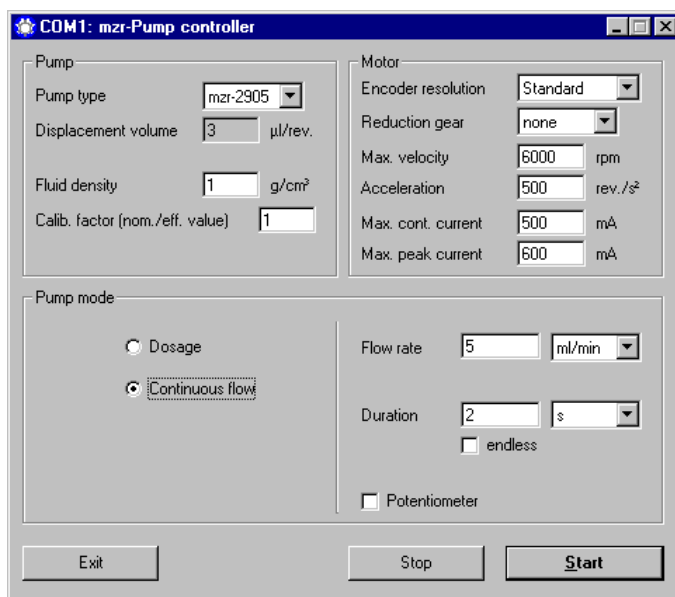 COM1: mzr-Pump controller
Pump
Pump type mzr-2905
Displacement volume 3 µl/rev.
Fluid density 1 g/cm³
Calib. factor (nom./eff. value) 1
Motor
Encoder resolution Standard
Reduction gear none
Max. velocity 6000 rpm
Acceleration 500 rev./s²
Max. cont. current 500 mA
Max. peak current 600 mA
Pump mode
Dosage
Continuous flow
Flow rate 5 ml/min
Duration 2 s
endless
Potentiometer
Exit Stop Start